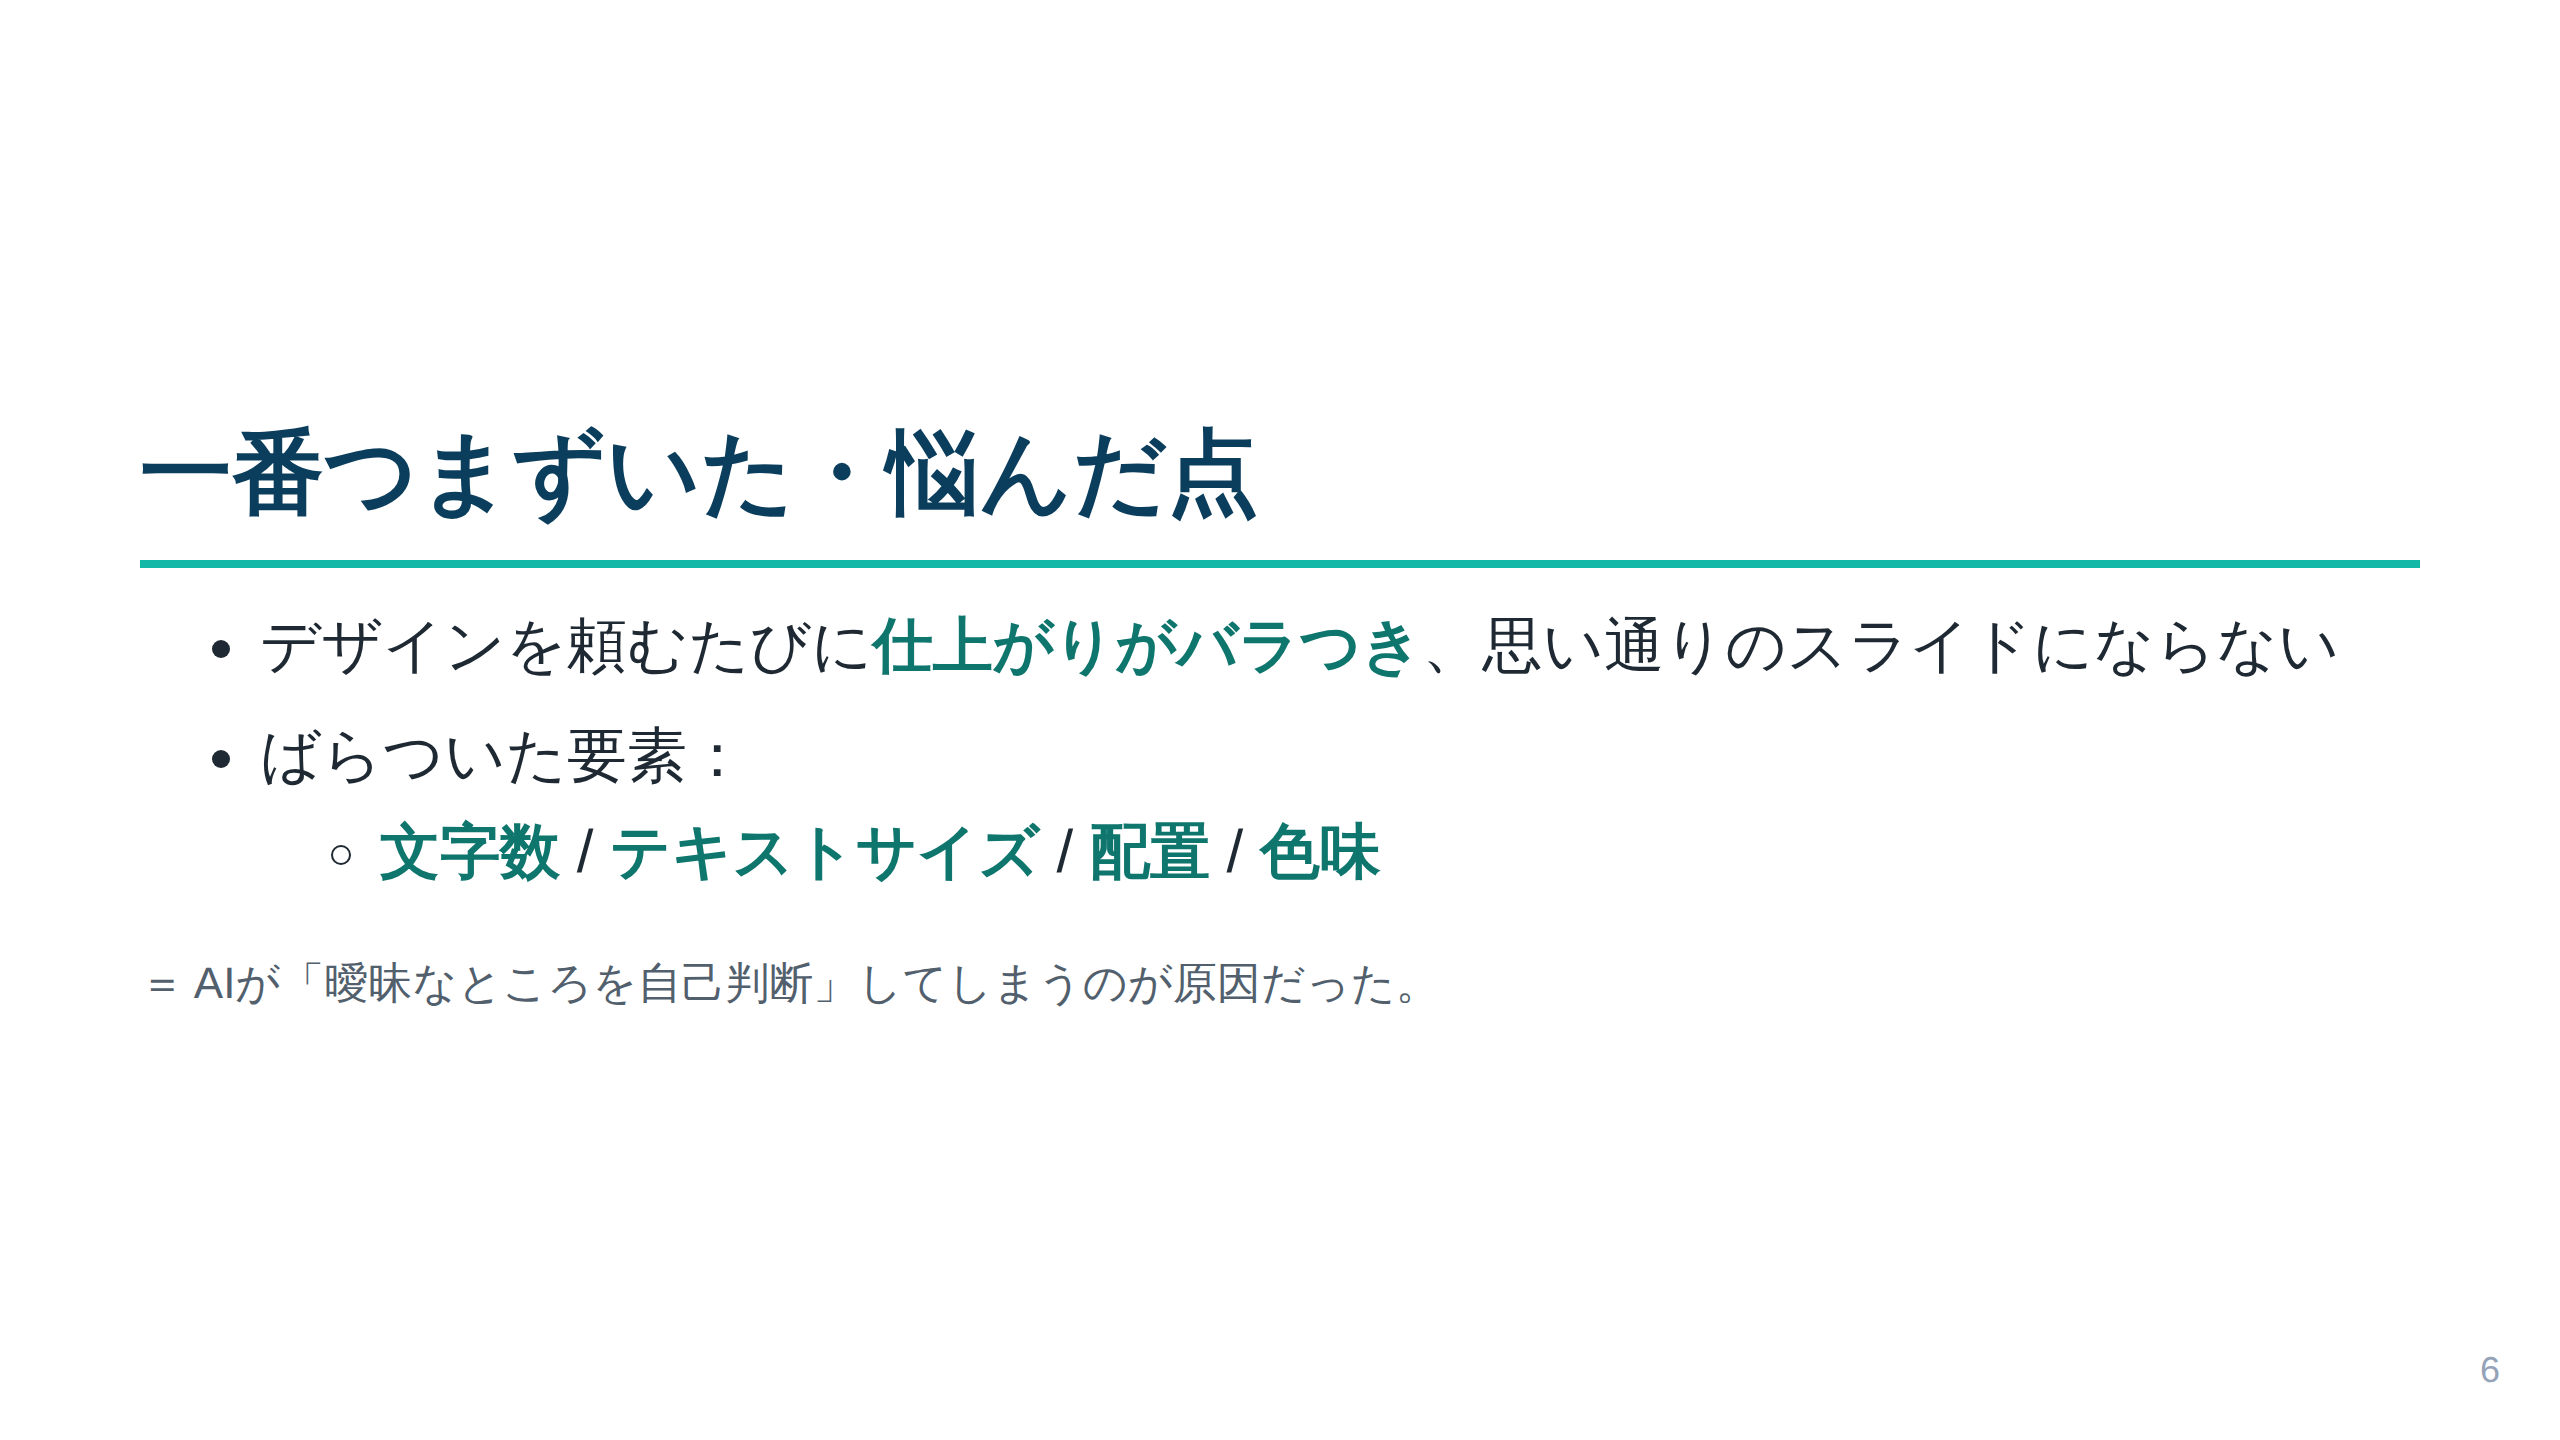 一番つまずいた・悩んだ点
• デザインを頼むたびに仕上がりがバラつき、思い通りのスライドにならない
• ばらついた要素：
○ 文字数 / テキストサイズ / 配置 / 色味
＝ AIが「曖昧なところを自己判断」してしまうのが原因だった。
6